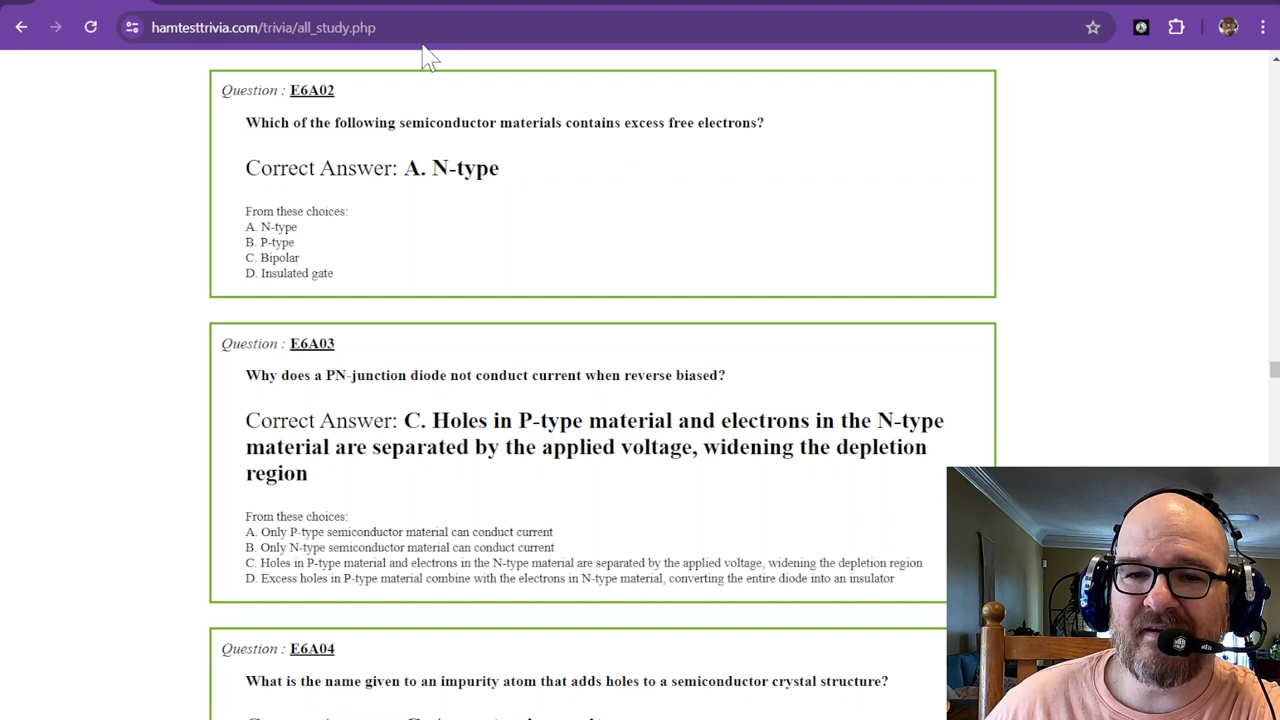 hamtesttrivia.com/trivia/all_study.php
Question : E6A02
Which of the following semiconductor materials contains excess free electrons?
Correct Answer: A. N-type
From these choices:
A. N-type
B. P-type
C. Bipolar
D. Insulated gate
Question : E6A03
Why does a PN-junction diode not conduct current when reverse biased?
Correct Answer: C. Holes in P-type material and electrons in the N-type
material are separated by the applied voltage, widening the depletion
region
From these choices:
A. Only P-type semiconductor material can conduct current
B. Only N-type semiconductor material can conduct current
C. Holes in P-type material and electrons in the N-type material are separated by the applied voltage, widening the depletion region
D. Excess holes in P-type material combine with the electrons in N-type material, converting the entire diode into an insulator
Question : E6A04
What is the name given to an impurity atom that adds holes to a semiconductor crystal structure?